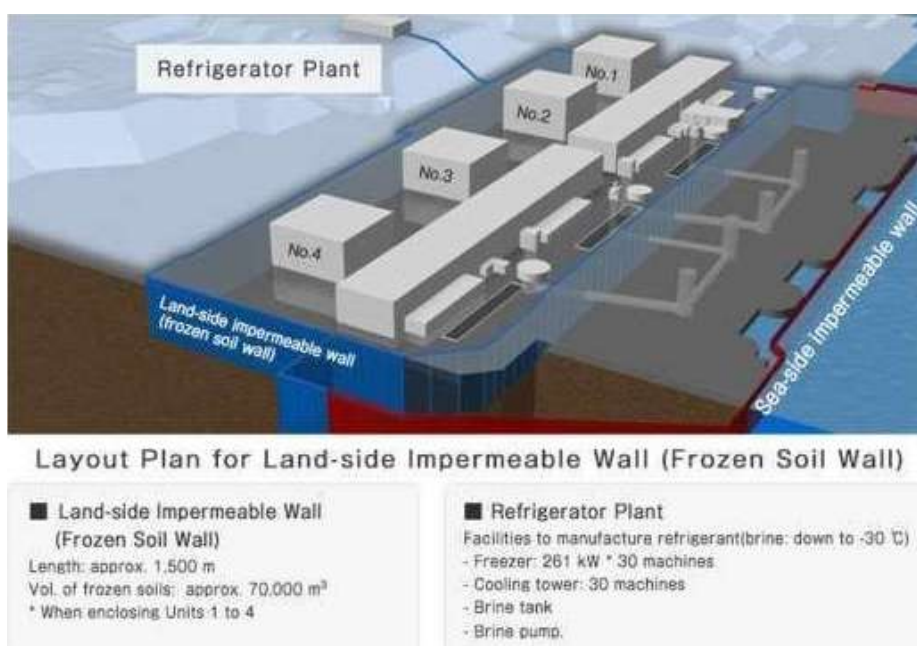 Refrigerator Plant
No.1
No.2
No.3
No.4
Land-side impermeable wall
(frozen soil wall)
Sea-side impermeable wall
Layout Plan for Land-side Impermeable Wall (Frozen Soil Wall)
■ Land-side Impermeable Wall
(Frozen Soil Wall)
Length: approx. 1,500 m
Vol. of frozen soils: approx. 70,000 m³
* When enclosing Units 1 to 4
■ Refrigerator Plant
Facilities to manufacture refrigerant(brine: down to -30 ℃)
- Freezer: 261 kW * 30 machines
- Cooling tower: 30 machines
- Brine tank
- Brine pump,